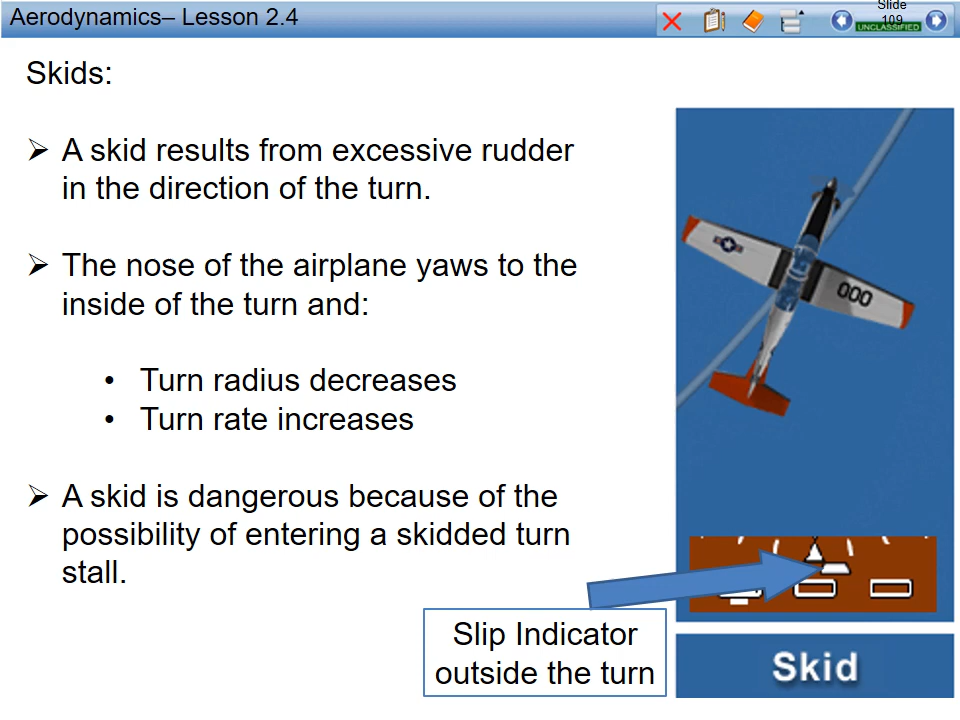 Aerodynamics– Lesson 2.4
Slide
109
UNCLASSIFIED
Skids:
➢ A skid results from excessive rudder
in the direction of the turn.
➢ The nose of the airplane yaws to the
inside of the turn and:
• Turn radius decreases
• Turn rate increases
➢ A skid is dangerous because of the
possibility of entering a skidded turn
stall.
000
Slip Indicator
outside the turn
Skid